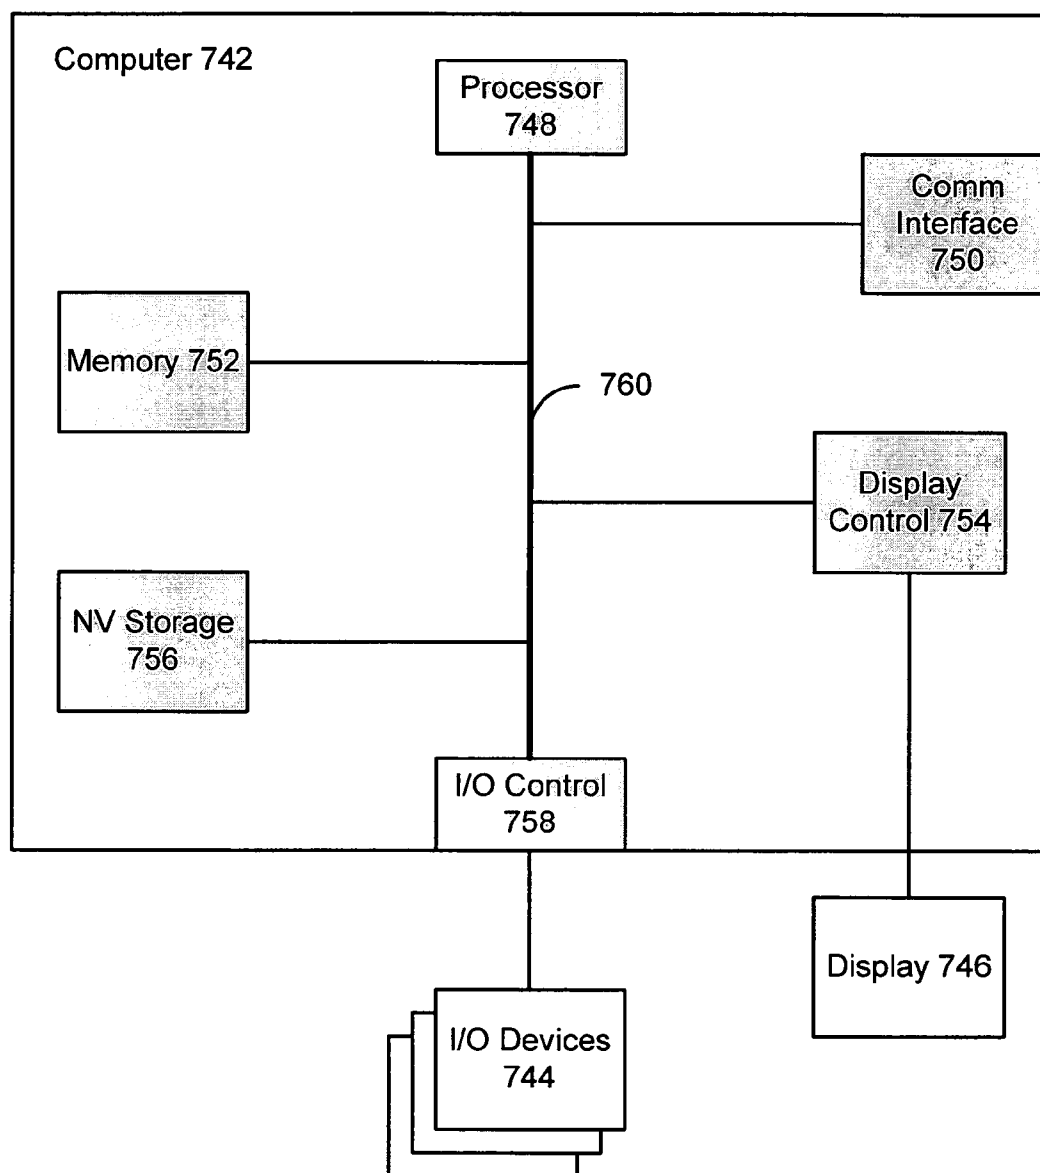 Computer 742
Processor
748
Comm
Interface
750
Memory 752
760
Display
Control 754
NV Storage
756
I/O Control
758
Display 746
I/O Devices
744